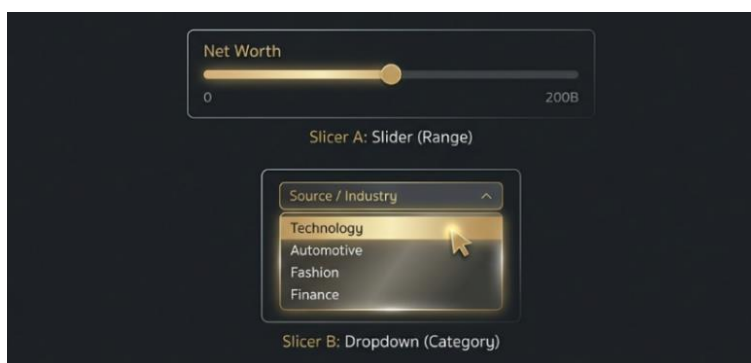 Net Worth
0 200B
Slicer A: Slider (Range)
Source / Industry
Technology
Automotive
Fashion
Finance
Slicer B: Dropdown (Category)